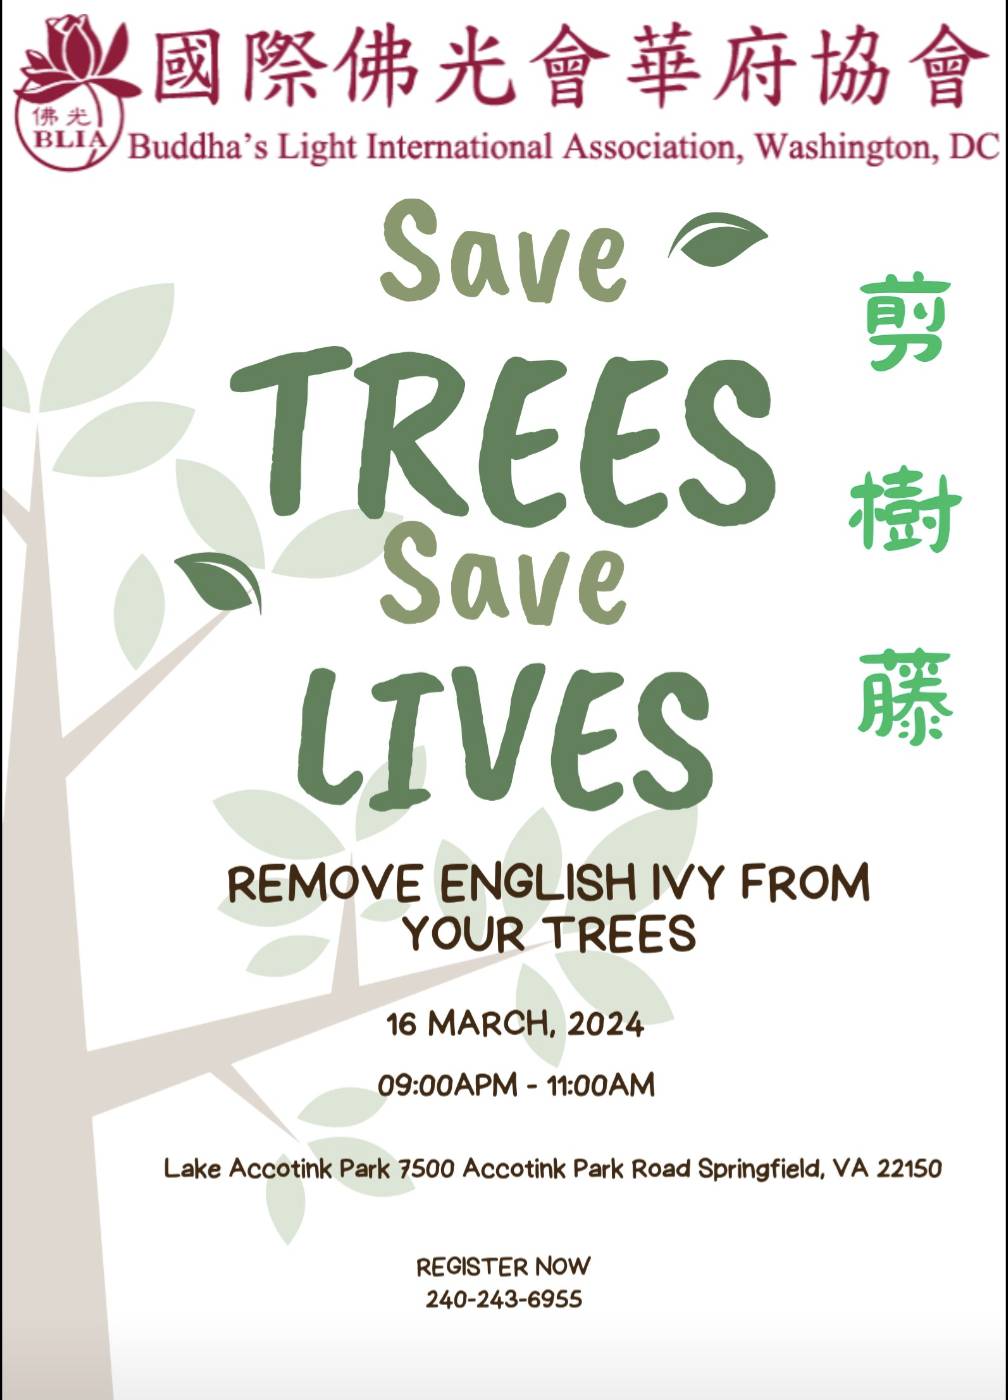 國際佛光會華府協會
佛光
BLIA
Buddha's Light International Association, Washington, DC
Save
TREES
Save
LIVES
剪
樹
藤
REMOVE ENGLISH IVY FROM
YOUR TREES
16 MARCH, 2024
09:00APM - 11:00AM
Lake Accotink Park 7500 Accotink Park Road Springfield, VA 22150
REGISTER NOW
240-243-6955